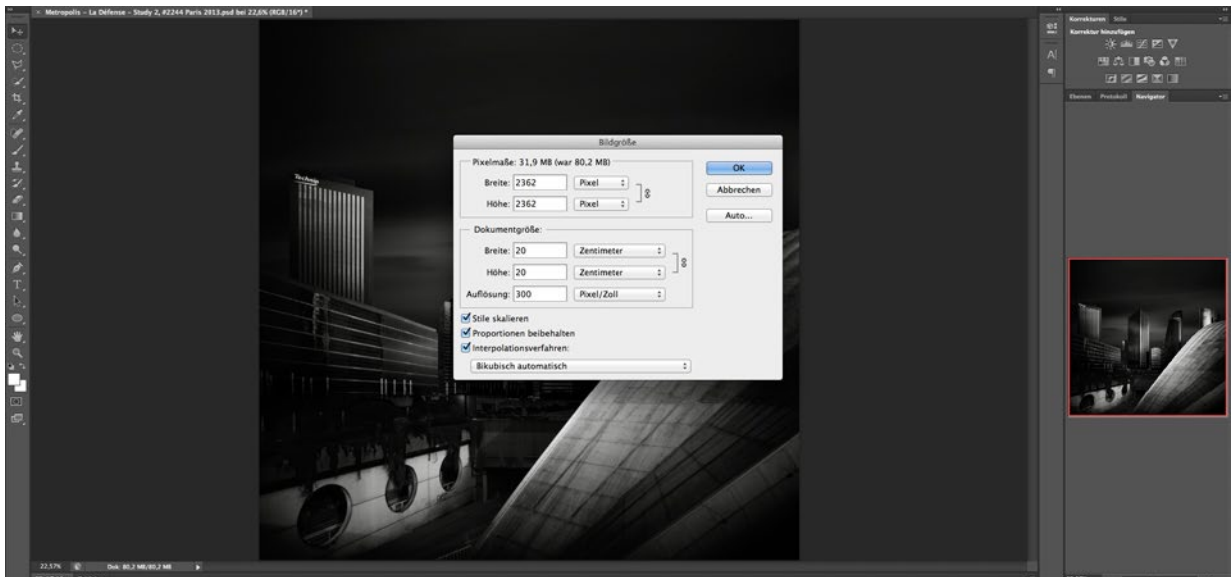 × Metropolis – La Défense – Study 2, #2244 Paris 2013.psd bei 22,6% (RGB/16*) *
Korrekturen Stile
Korrektur hinzufügen
Ebenen Protokoll Navigator
Technip
Bildgröße
Pixelmaße: 31,9 MB (war 80,2 MB)
Breite: 2362 Pixel
Höhe: 2362 Pixel
Dokumentgröße:
Breite: 20 Zentimeter
Höhe: 20 Zentimeter
Auflösung: 300 Pixel/Zoll
Stile skalieren
Proportionen beibehalten
Interpolationsverfahren:
Bikubisch automatisch
OK
Abbrechen
Auto...
22,57% Dok: 80,2 MB/80,2 MB